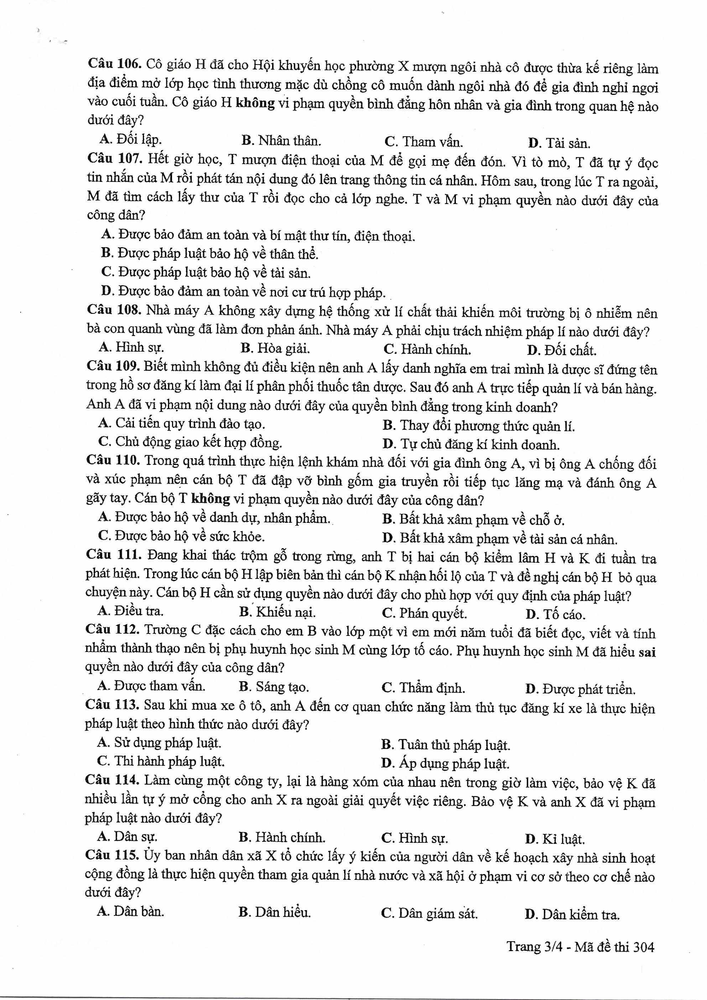 Câu 106. Cô giáo H đã cho Hội khuyến học phường X mượn ngôi nhà cô được thừa kế riêng làm
địa điểm mở lớp học tình thương mặc dù chồng cô muốn dành ngôi nhà đó để gia đình nghỉ ngơi
vào cuối tuần. Cô giáo H không vi phạm quyền bình đẳng hôn nhân và gia đình trong quan hệ nào
dưới đây?
A. Đối lập. B. Nhân thân. C. Tham vấn. D. Tài sản.
Câu 107. Hết giờ học, T mượn điện thoại của M để gọi mẹ đến đón. Vì tò mò, T đã tự ý đọc
tin nhắn của M rồi phát tán nội dung đó lên trang thông tin cá nhân. Hôm sau, trong lúc T ra ngoài,
M đã tìm cách lấy thư của T rồi đọc cho cả lớp nghe. T và M vi phạm quyền nào dưới đây của
công dân?
A. Được bảo đảm an toàn và bí mật thư tín, điện thoại.
B. Được pháp luật bảo hộ về thân thể.
C. Được pháp luật bảo hộ về tài sản.
D. Được bảo đảm an toàn về nơi cư trú hợp pháp.
Câu 108. Nhà máy A không xây dựng hệ thống xử lí chất thải khiến môi trường bị ô nhiễm nên
bà con quanh vùng đã làm đơn phản ánh. Nhà máy A phải chịu trách nhiệm pháp lí nào dưới đây?
A. Hình sự. B. Hòa giải. C. Hành chính. D. Đối chất.
Câu 109. Biết mình không đủ điều kiện nên anh A lấy danh nghĩa em trai mình là dược sĩ đứng tên
trong hồ sơ đăng kí làm đại lí phân phối thuốc tân dược. Sau đó anh A trực tiếp quản lí và bán hàng.
Anh A đã vi phạm nội dung nào dưới đây của quyền bình đẳng trong kinh doanh?
A. Cải tiến quy trình đào tạo. B. Thay đổi phương thức quản lí.
C. Chủ động giao kết hợp đồng. D. Tự chủ đăng kí kinh doanh.
Câu 110. Trong quá trình thực hiện lệnh khám nhà đối với gia đình ông A, vì bị ông A chống đối
và xúc phạm nên cán bộ T đã đập vỡ bình gốm gia truyền rồi tiếp tục lăng mạ và đánh ông A
gãy tay. Cán bộ T không vi phạm quyền nào dưới đây của công dân?
A. Được bảo hộ về danh dự, nhân phẩm. B. Bất khả xâm phạm về chỗ ở.
C. Được bảo hộ về sức khỏe. D. Bất khả xâm phạm về tài sản cá nhân.
Câu 111. Đang khai thác trộm gỗ trong rừng, anh T bị hai cán bộ kiểm lâm H và K đi tuần tra
phát hiện. Trong lúc cán bộ H lập biên bản thì cán bộ K nhận hối lộ của T và đề nghị cán bộ H bỏ qua
chuyện này. Cán bộ H cần sử dụng quyền nào dưới đây cho phù hợp với quy định của pháp luật?
A. Điều tra. B. Khiếu nại. C. Phán quyết. D. Tố cáo.
Câu 112. Trường C đặc cách cho em B vào lớp một vì em mới năm tuổi đã biết đọc, viết và tính
nhẩm thành thạo nên bị phụ huynh học sinh M cùng lớp tố cáo. Phụ huynh học sinh M đã hiểu sai
quyền nào dưới đây của công dân?
A. Được tham vấn. B. Sáng tạo. C. Thẩm định. D. Được phát triển.
Câu 113. Sau khi mua xe ô tô, anh A đến cơ quan chức năng làm thủ tục đăng kí xe là thực hiện
pháp luật theo hình thức nào dưới đây?
A. Sử dụng pháp luật. B. Tuân thủ pháp luật.
C. Thi hành pháp luật. D. Áp dụng pháp luật.
Câu 114. Làm cùng một công ty, lại là hàng xóm của nhau nên trong giờ làm việc, bảo vệ K đã
nhiều lần tự ý mở cổng cho anh X ra ngoài giải quyết việc riêng. Bảo vệ K và anh X đã vi phạm
pháp luật nào dưới đây?
A. Dân sự. B. Hành chính. C. Hình sự. D. Kỉ luật.
Câu 115. Ủy ban nhân dân xã X tổ chức lấy ý kiến của người dân về kế hoạch xây nhà sinh hoạt
cộng đồng là thực hiện quyền tham gia quản lí nhà nước và xã hội ở phạm vi cơ sở theo cơ chế nào
dưới đây?
A. Dân bàn. B. Dân hiểu. C. Dân giám sát. D. Dân kiểm tra.
Trang 3/4 - Mã đề thi 304